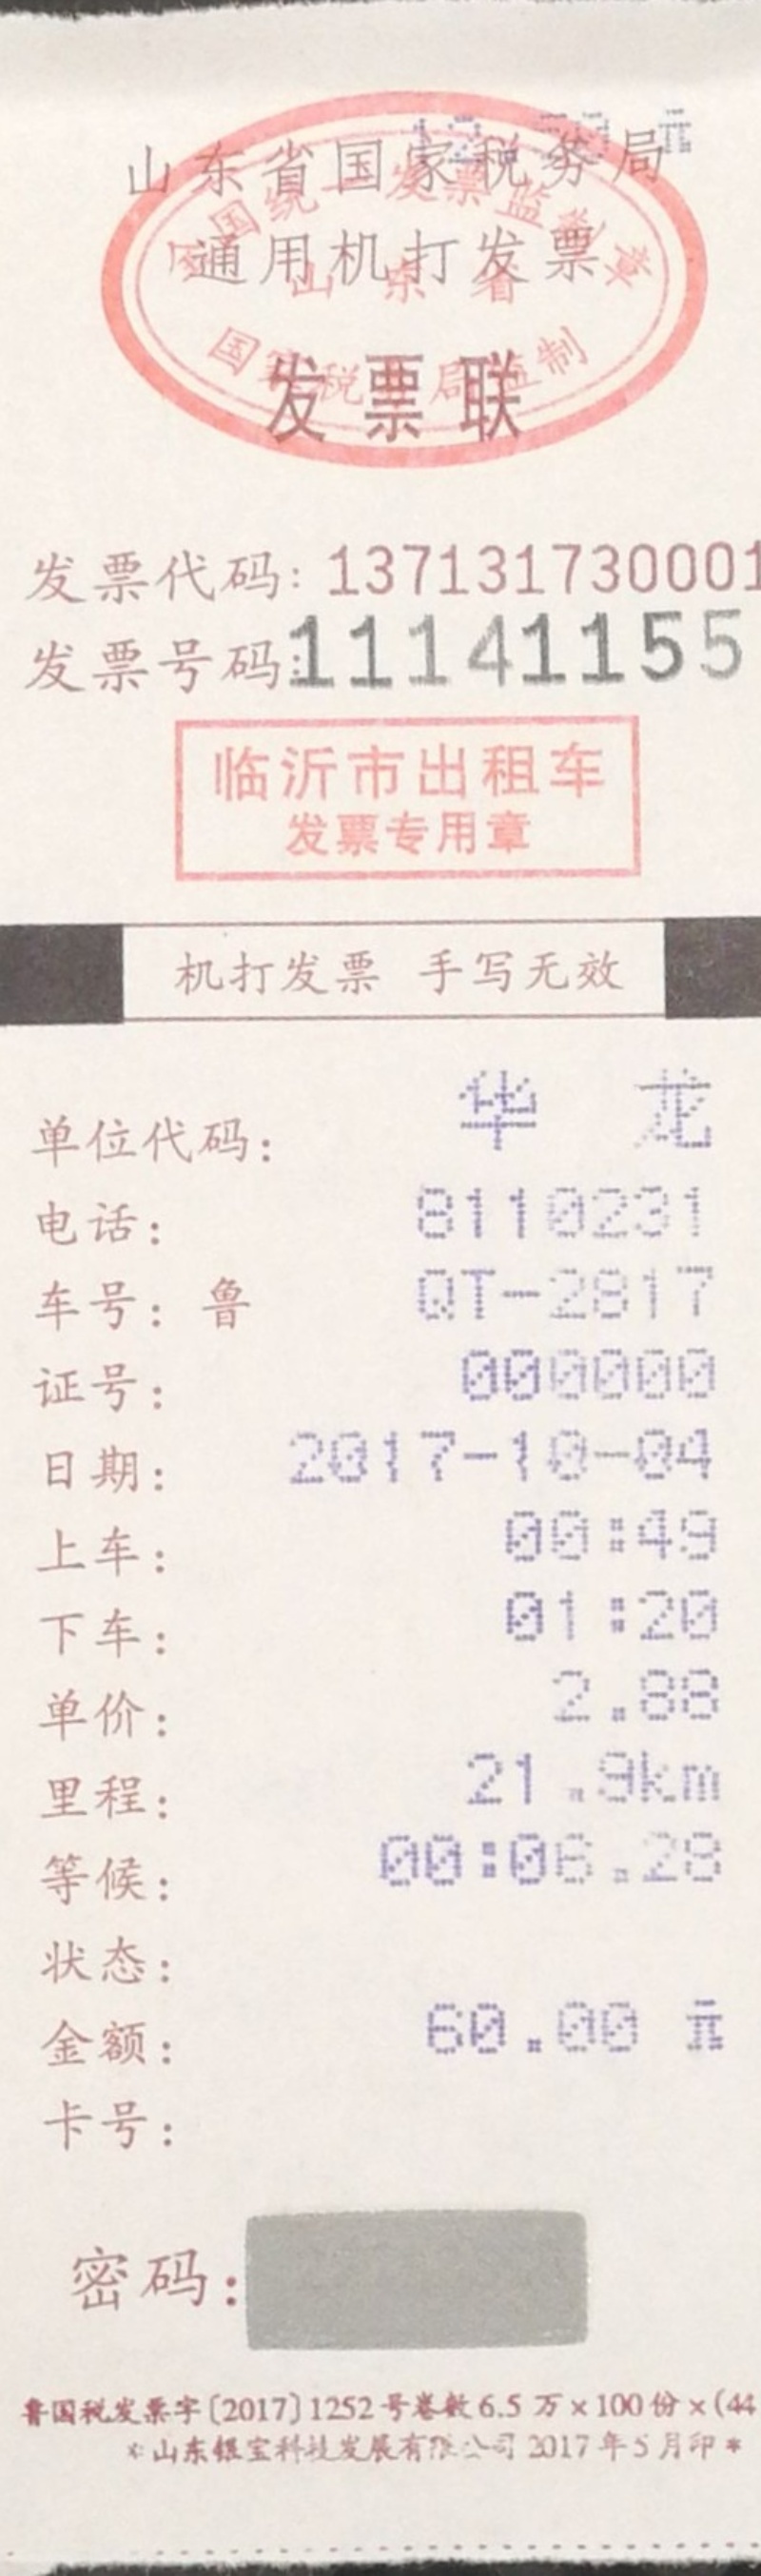 元
山东省国家税务局
全国统一发票监制章
通用机打发票
山东省
国家税务局监制
发票联
发票代码:137131730001
发票号码:11141155
临沂市出租车
发票专用章
机打发票 手写无效
单位代码: 华 龙
电话: 8110231
车号: 鲁 QT-2817
证号: 000000
日期: 2017-10-04
上车: 00:49
下车: 01:20
单价: 2.88
里程: 21.9km
等候: 00:06.28
状态:
金额: 60.00 元
卡号:
密码:
鲁国税发票字〔2017〕1252号卷数6.5万×100份×(44
*山东银宝科技发展有限公司2017年5月印*